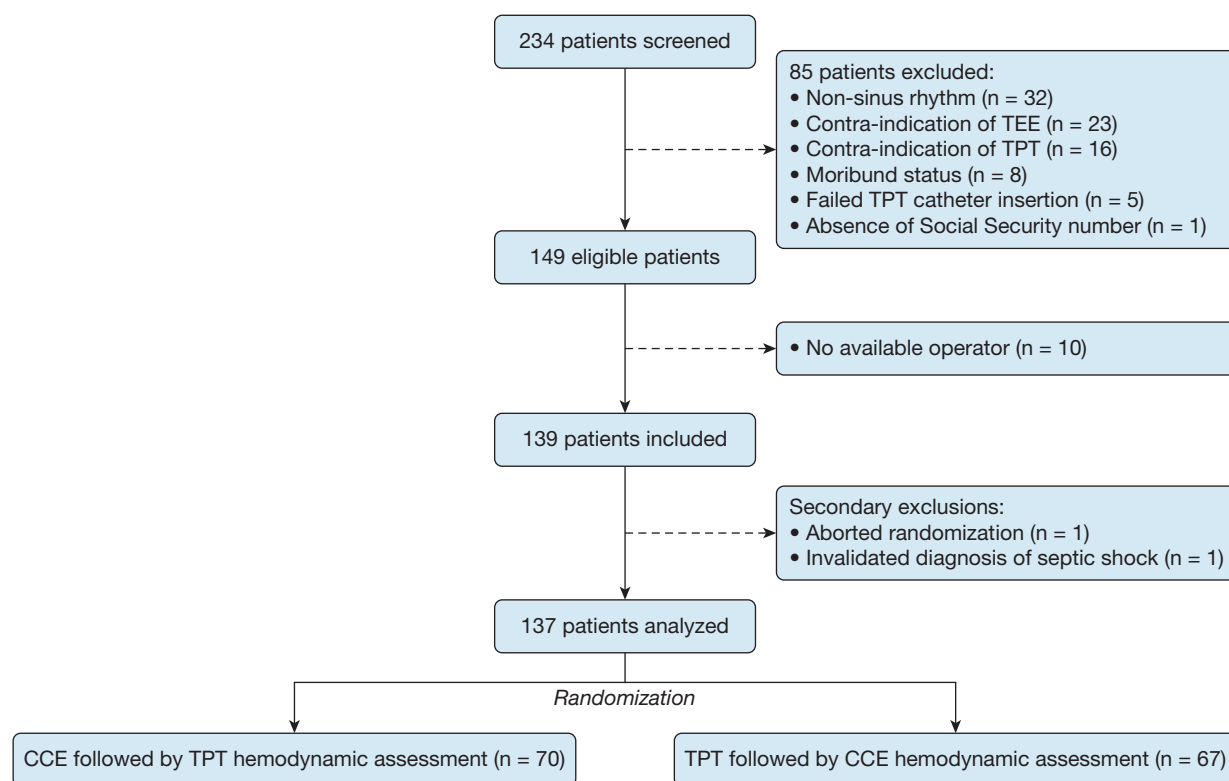 234 patients screened
85 patients excluded:
• Non-sinus rhythm (n = 32)
• Contra-indication of TEE (n = 23)
• Contra-indication of TPT (n = 16)
• Moribund status (n = 8)
• Failed TPT catheter insertion (n = 5)
• Absence of Social Security number (n = 1)
149 eligible patients
• No available operator (n = 10)
139 patients included
Secondary exclusions:
• Aborted randomization (n = 1)
• Invalidated diagnosis of septic shock (n = 1)
137 patients analyzed
Randomization
CCE followed by TPT hemodynamic assessment (n = 70)
TPT followed by CCE hemodynamic assessment (n = 67)